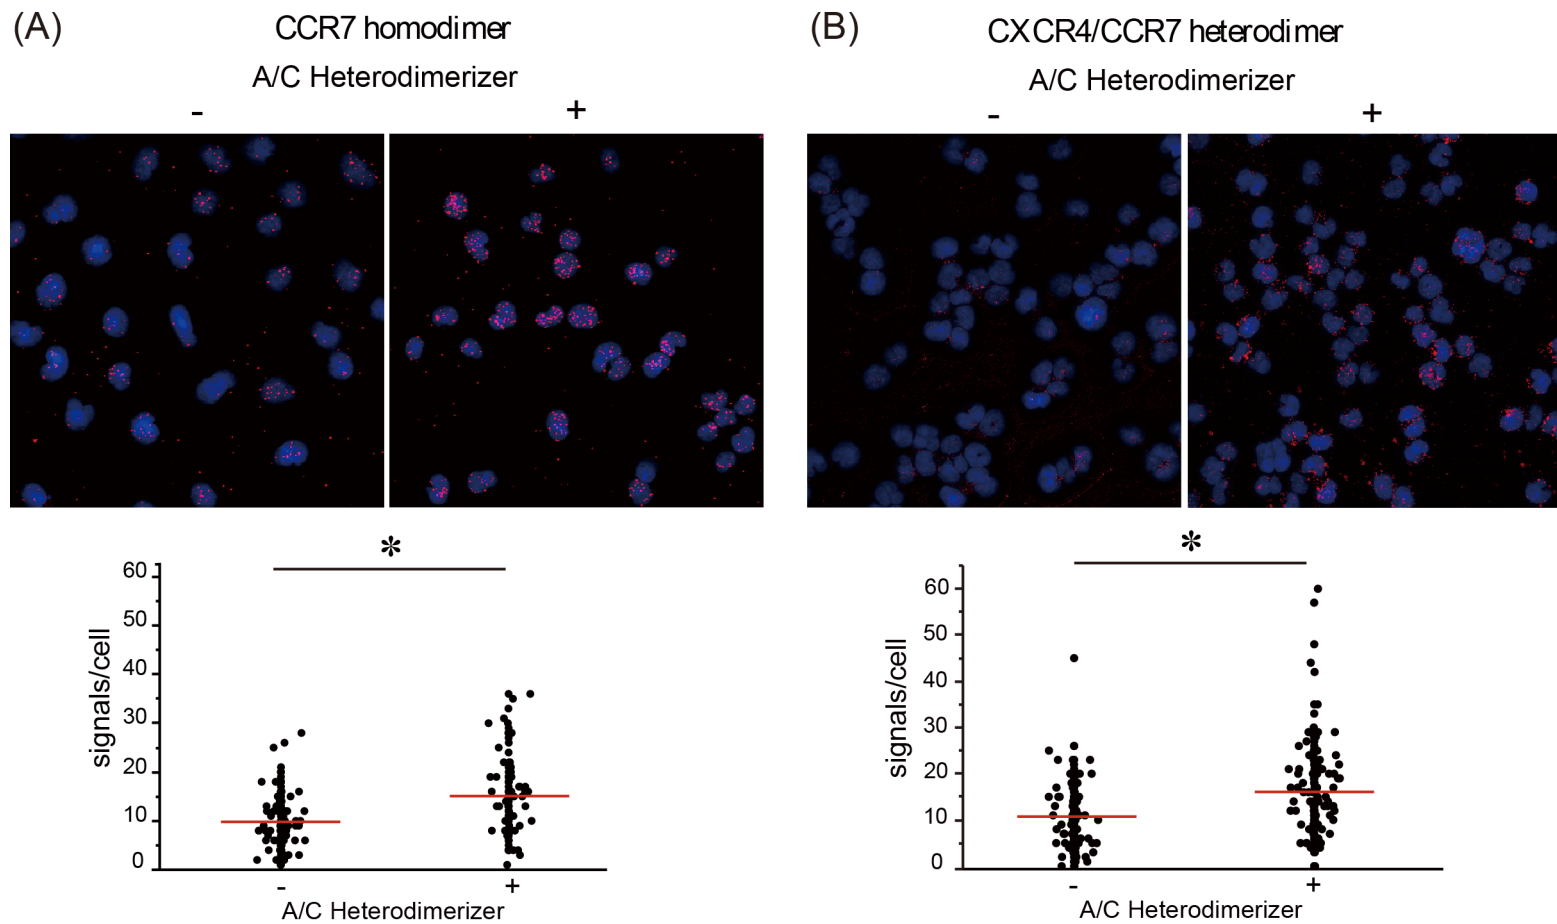 (A)
CCR7 homodimer
A/C Heterodimerizer
- +
*
60
50
40
30
20
10
0
signals/cell
- +
A/C Heterodimerizer
(B)
CXCR4/CCR7 heterodimer
A/C Heterodimerizer
- +
*
60
50
40
30
20
10
0
signals/cell
- +
A/C Heterodimerizer